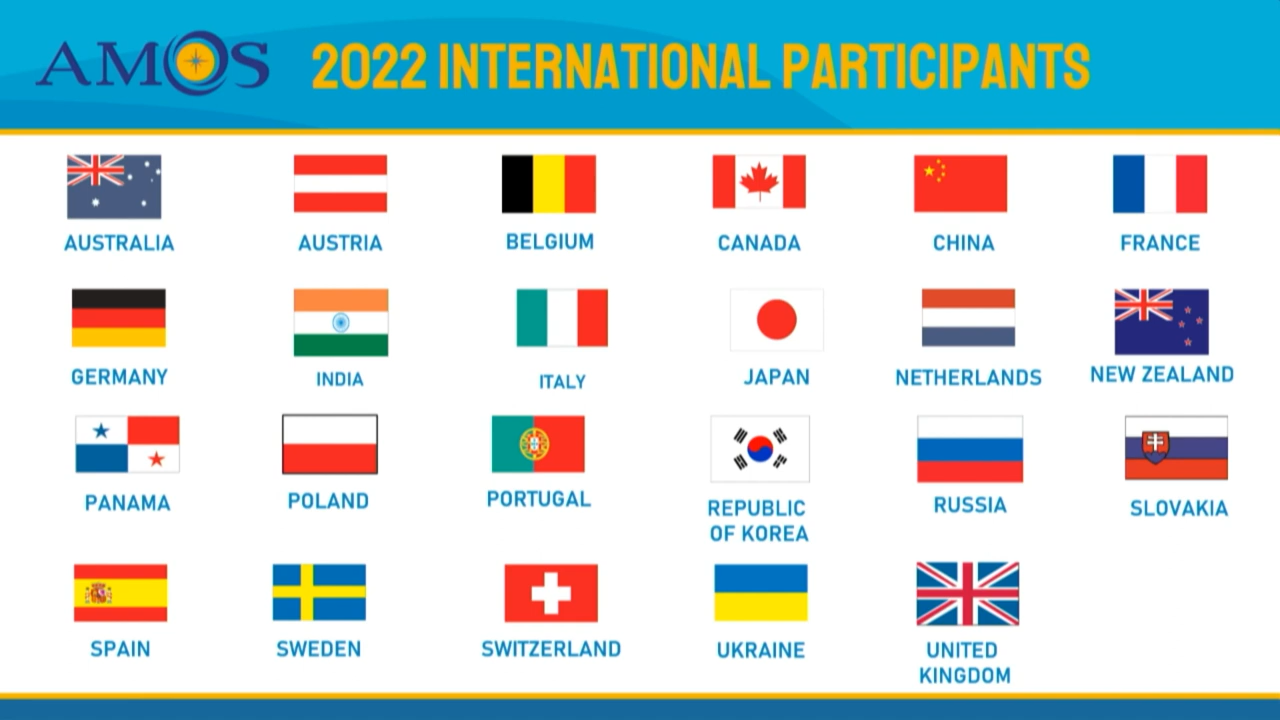 AMOS
2022 INTERNATIONAL PARTICIPANTS
AUSTRALIA
AUSTRIA
BELGIUM
CANADA
CHINA
FRANCE
GERMANY
INDIA
ITALY
JAPAN
NETHERLANDS
NEW ZEALAND
PANAMA
POLAND
PORTUGAL
REPUBLIC
OF KOREA
RUSSIA
SLOVAKIA
SPAIN
SWEDEN
SWITZERLAND
UKRAINE
UNITED
KINGDOM